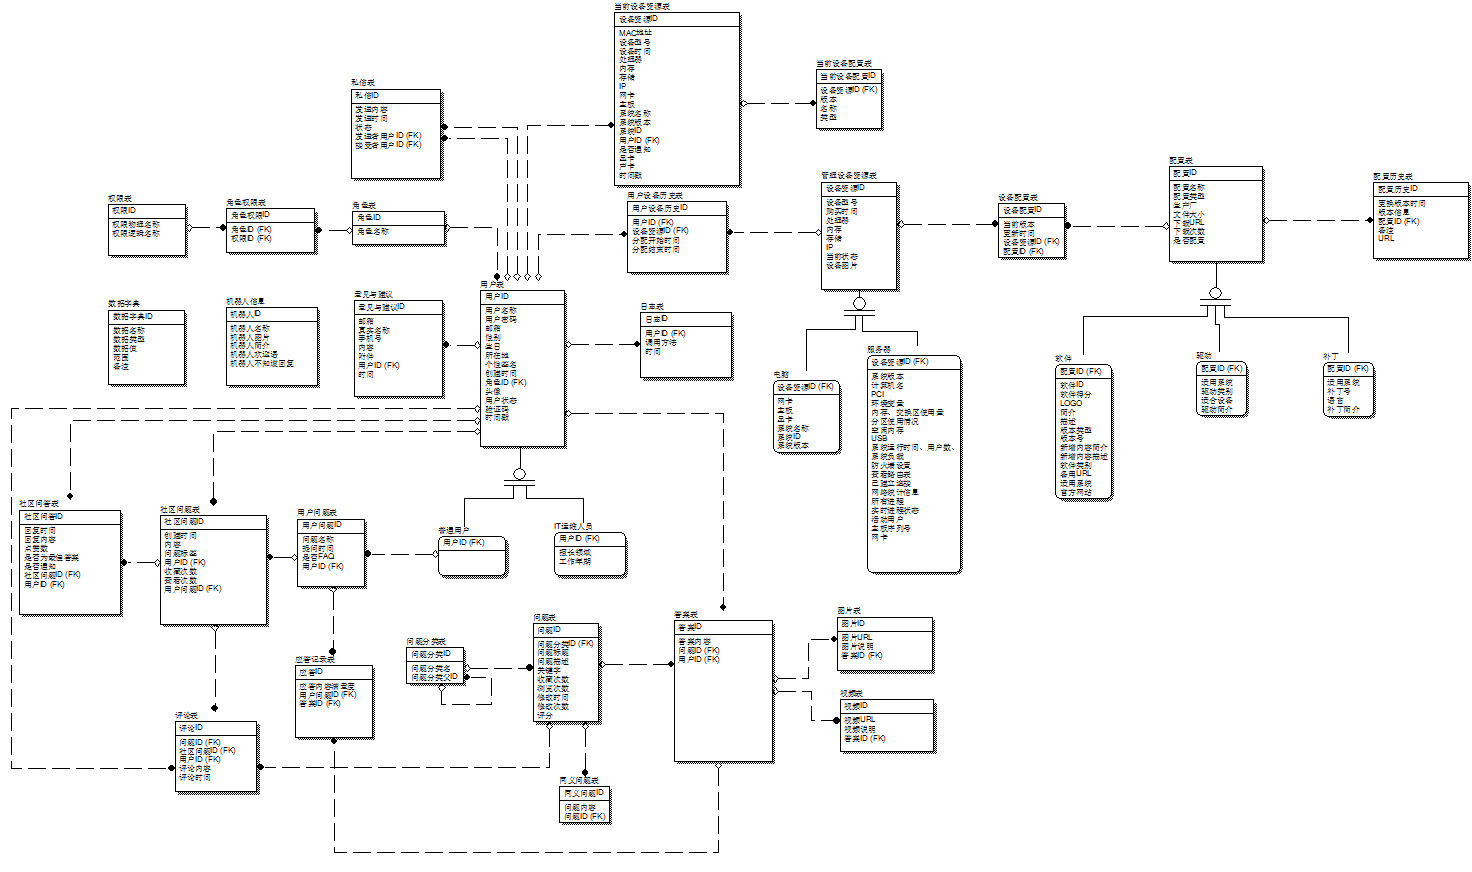 当前设备资源表
设备资源ID
MAC地址
设备型号
设备时间
处理器
内存
存储
IP
网卡
主板
系统名称
系统版本
系统ID
用户ID (FK)
是否通知
显卡
声卡
时间戳
当前设备配置表
当前设备配置ID
设备资源ID (FK)
版本
名称
类型
私信表
私信ID
发送内容
发送时间
状态
发送者用户ID (FK)
接受者用户ID (FK)
权限表
权限ID
权限物理名称
权限逻辑名称
角色权限表
角色权限ID
角色ID (FK)
权限ID (FK)
角色表
角色ID
角色名称
用户设备历史表
用户设备历史ID
用户ID (FK)
设备资源ID (FK)
分配开始时间
分配结束时间
管理设备资源表
设备资源ID
设备型号
购买时间
处理器
内存
存储
IP
当前状态
设备图片
设备配置表
设备配置ID
当前版本
更新时间
设备资源ID (FK)
配置ID (FK)
配置表
配置ID
配置名称
配置类型
生产厂
文件大小
下载URL
下载次数
是否配置
配置历史表
配置历史ID
更换版本时间
版本信息
配置ID (FK)
备注
URL
数据字典
数据字典ID
数据名称
数据类型
数据值
范围
备注
机器人信息
机器人ID
机器人名称
机器人图片
机器人简介
机器人欢迎语
机器人不知道回复
意见与建议
意见与建议ID
邮箱
真实名称
手机号
内容
附件
用户ID (FK)
时间
用户表
用户ID
用户名称
用户密码
邮箱
性别
生日
所在地
个性签名
创建时间
角色ID (FK)
头像
用户状态
验证码
时间戳
日志表
日志ID
用户ID (FK)
调用方法
时间
电脑
设备资源ID (FK)
网卡
主板
显卡
系统名称
系统ID
系统版本
服务器
设备资源ID (FK)
系统版本
计算机名
PCI
环境变量
内存、交换区使用量
分区使用情况
空闲内存
USB
系统运行时间、用户数、
系统负载
防火墙设置
查看路由表
已建立连接
网络统计信息
所有进程
实时进程状态
活动用户
主板序列号
网卡
软件
配置ID (FK)
软件ID
软件得分
LOGO
简介
描述
版本类型
版本号
新增内容简介
新增内容描述
软件类别
备用URL
适用系统
官方网站
驱动
配置ID (FK)
适用系统
驱动类别
适合设备
驱动简介
补丁
配置ID (FK)
适用系统
补丁号
语言
补丁简介
社区问答表
社区问答ID
回复时间
回复内容
点赞数
是否为最佳答案
是否通知
社区问题ID (FK)
用户ID (FK)
社区问题表
社区问题ID
创建时间
内容
问题标签
用户ID (FK)
收藏次数
查看次数
用户问题ID (FK)
用户问题表
用户问题ID
问题名称
提问时间
是否FAQ
用户ID (FK)
普通用户
用户ID (FK)
IT运维人员
用户ID (FK)
擅长领域
工作年期
应答记录表
应答ID
应答内容满意度
用户问题ID (FK)
答案ID (FK)
问题分类表
问题分类ID
问题分类名
问题分类父ID
问题表
问题ID
问题分类ID (FK)
问题标题
问题描述
关键字
收藏次数
浏览次数
修改时间
修改次数
评分
答案表
答案ID
答案内容
问题ID (FK)
用户ID (FK)
图片表
图片ID
图片URL
图片说明
答案ID (FK)
视频表
视频ID
视频URL
视频说明
答案ID (FK)
评论表
评论ID
问题ID (FK)
社区问题ID (FK)
用户ID (FK)
评论内容
评论时间
同义问题表
同义问题ID
问题内容
问题ID (FK)